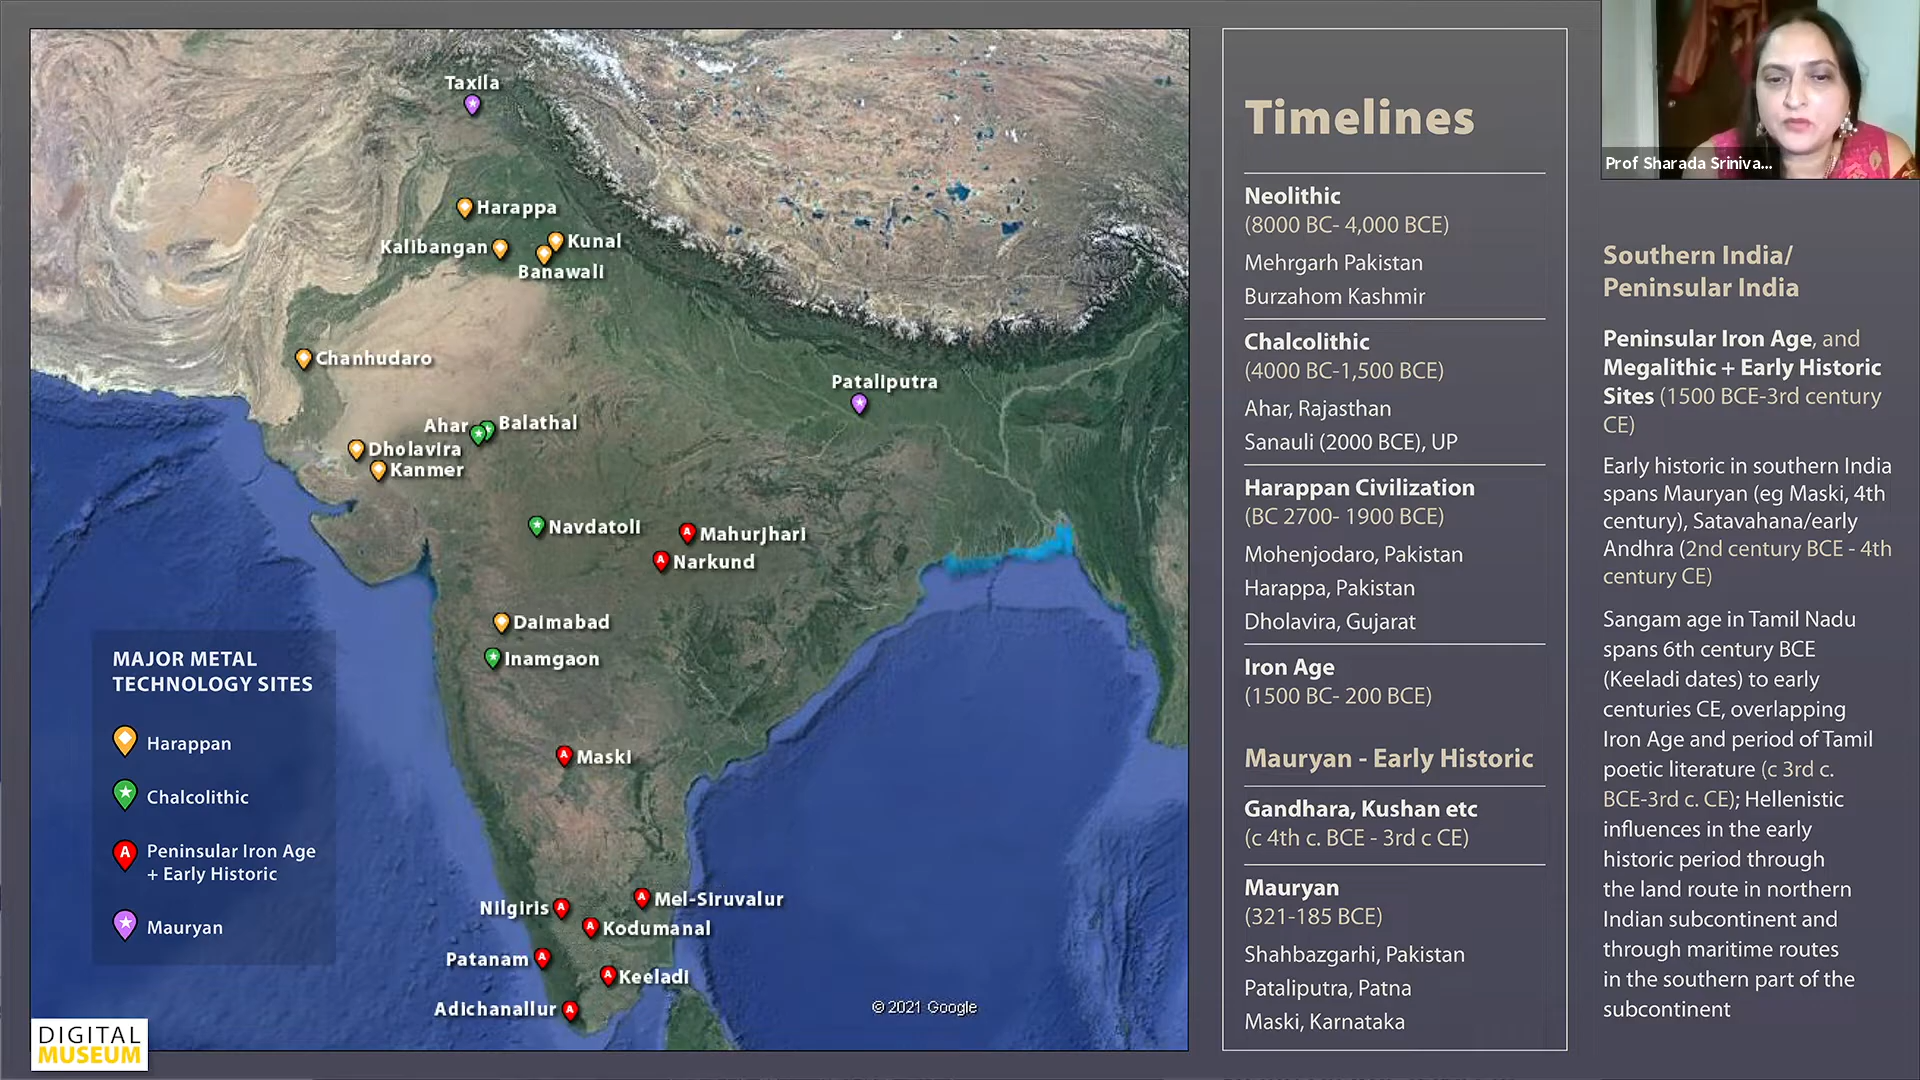 Taxila
Harappa
Kalibangan
Kunal
Banawali
Chanhudaro
Pataliputra
Ahar
Balathal
Dholavira
Kanmer
Navdatoli
Mahurjhari
Narkund
Daimabad
Inamgaon
Maski
Nilgiris
Mel-Siruvalur
Kodumanal
Patanam
Keeladi
Adichanallur
© 2021 Google
MAJOR METAL
TECHNOLOGY SITES
Harappan
Chalcolithic
A Peninsular Iron Age
+ Early Historic
Mauryan
DIGITAL
MUSEUM
Timelines
Neolithic
(8000 BC- 4,000 BCE)
Mehrgarh Pakistan
Burzahom Kashmir
Chalcolithic
(4000 BC-1,500 BCE)
Ahar, Rajasthan
Sanauli (2000 BCE), UP
Harappan Civilization
(BC 2700- 1900 BCE)
Mohenjodaro, Pakistan
Harappa, Pakistan
Dholavira, Gujarat
Iron Age
(1500 BC- 200 BCE)
Mauryan - Early Historic
Gandhara, Kushan etc
(c 4th c. BCE - 3rd c CE)
Mauryan
(321-185 BCE)
Shahbazgarhi, Pakistan
Pataliputra, Patna
Maski, Karnataka
Prof Sharada Sriniva...
Southern India/
Peninsular India
Peninsular Iron Age, and
Megalithic + Early Historic
Sites (1500 BCE-3rd century
CE)
Early historic in southern India
spans Mauryan (eg Maski, 4th
century), Satavahana/early
Andhra (2nd century BCE - 4th
century CE)
Sangam age in Tamil Nadu
spans 6th century BCE
(Keeladi dates) to early
centuries CE, overlapping
Iron Age and period of Tamil
poetic literature (c 3rd c.
BCE-3rd c. CE); Hellenistic
influences in the early
historic period through
the land route in northern
Indian subcontinent and
through maritime routes
in the southern part of the
subcontinent